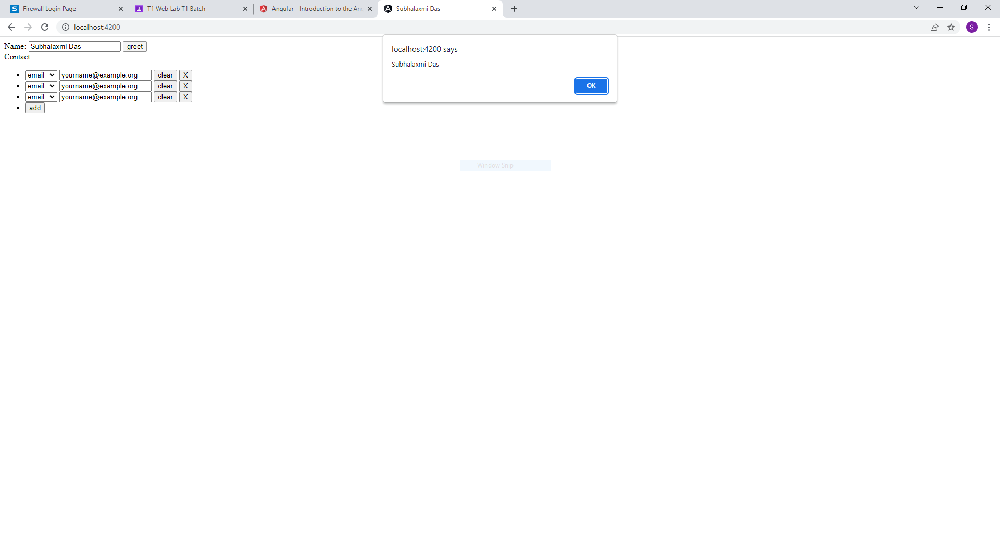 Firewall Login Page
T1 Web Lab T1 Batch
Angular - Introduction to the Ang
Subhalaxmi Das
localhost:4200
S
Name: Subhalaxmi Das greet
Contact:
email yourname@example.org clear X
email yourname@example.org clear X
email yourname@example.org clear X
add
localhost:4200 says
Subhalaxmi Das
OK
Window Snip